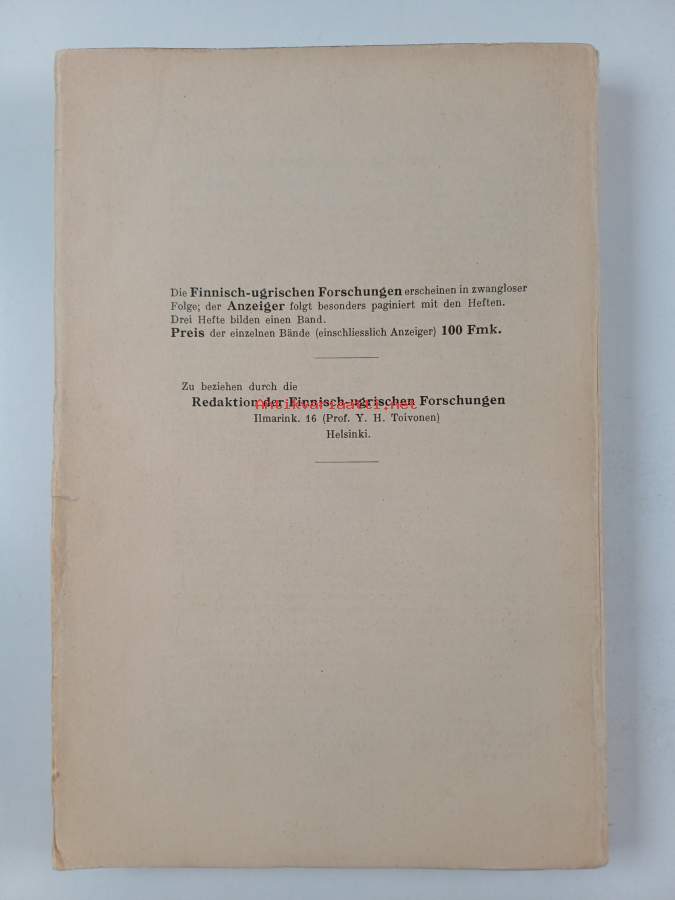 Die Finnisch-ugrischen Forschungen erscheinen in zwangloser
Folge; der Anzeiger folgt besonders paginiert mit den Heften.
Drei Hefte bilden einen Band.
Preis der einzelnen Bände (einschliesslich Anzeiger) 100 Fmk.
Zu beziehen durch die
Redaktion der Finnisch-ugrischen Forschungen
Antikvariaatti.net
Ilmarink. 16 (Prof. Y. H. Toivonen)
Helsinki.